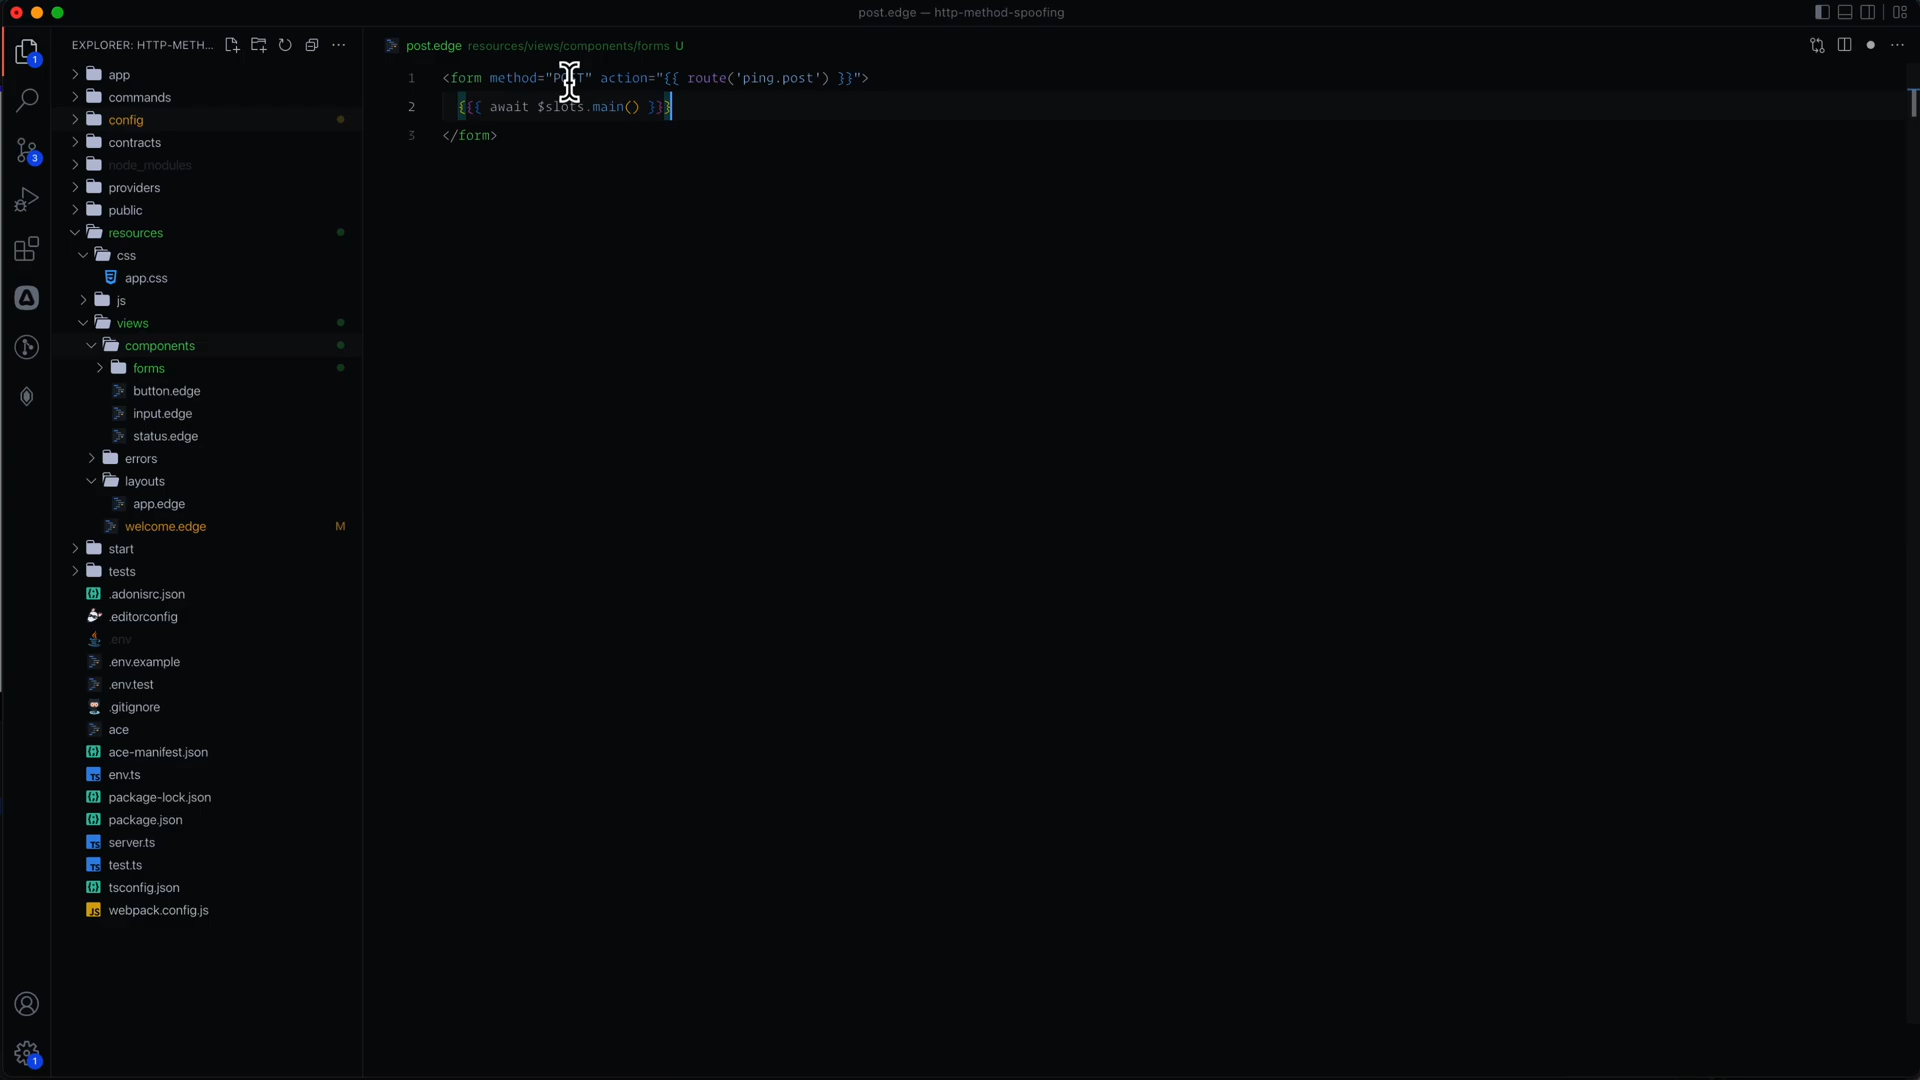 post.edge — http-method-spoofing
EXPLORER: HTTP-METH...
1
app
commands
config
contracts
3
node_modules
providers
public
resources
css
app.css
js
views
components
forms
button.edge
input.edge
status.edge
errors
layouts
app.edge
welcome.edge M
start
tests
.adonisrc.json
.editorconfig
.env
.env.example
.env.test
.gitignore
ace
ace-manifest.json
env.ts
package-lock.json
package.json
server.ts
test.ts
tsconfig.json
webpack.config.js
1
post.edge resources/views/components/forms U
1 <form method="POST" action="{{ route('ping.post') }}">
2 {{{ await $slots.main() }}}
3 </form>